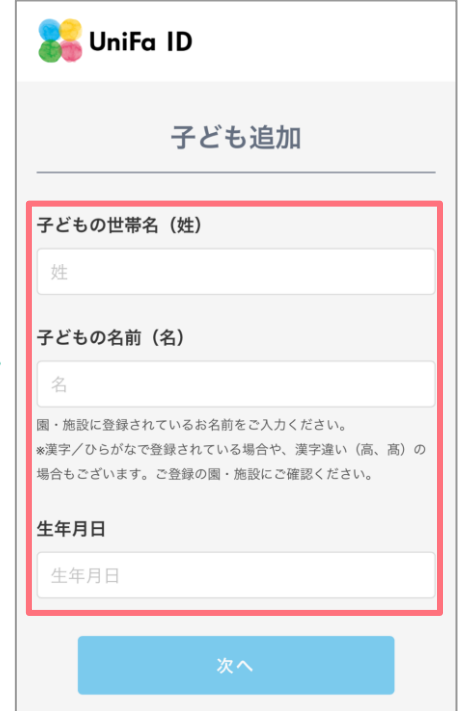 UniFa ID
子ども追加
子どもの世帯名（姓）
姓
子どもの名前（名）
名
園・施設に登録されているお名前をご入力ください。
※漢字／ひらがなで登録されている場合や、漢字違い（高、髙）の
場合もございます。ご登録の園・施設にご確認ください。
生年月日
生年月日
次へ